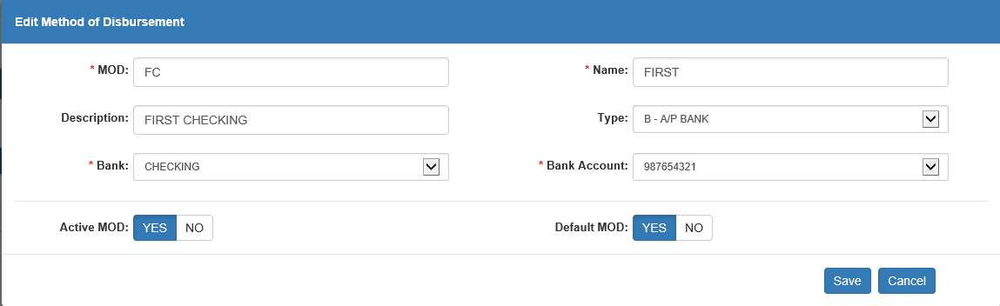 Edit Method of Disbursement
* MOD: FC * Name: FIRST
Description: FIRST CHECKING Type: B - A/P BANK
* Bank: CHECKING * Bank Account: 987654321
Active MOD: YES NO Default MOD: YES NO
Save Cancel